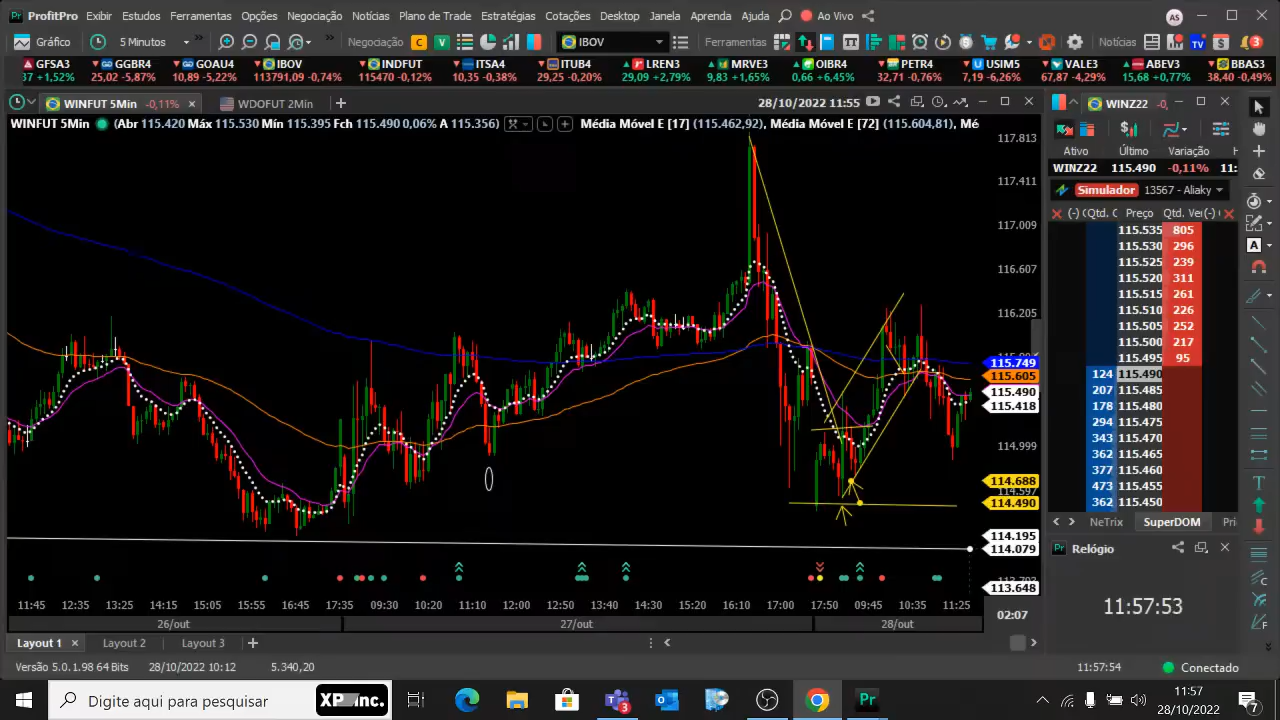 ProfitPro Exibir Estudos Ferramentas Opções Negociação Notícias Plano de Trade Estratégias Cotações Desktop Janela Aprenda Ajuda Ao Vivo AS
Gráfico 5 Minutos Negociação C V IBOV Ferramentas Notícias TV 3
GFSA3 GGBR4 GOAU4 IBOV INDFUT ITSA4 ITUB4 LREN3 MRVE3 OIBR4 PETR4 USIM5 VALE3 ABEV3 BBAS3
37 +1,52% 25,02 -5,87% 10,89 -5,22% 113791,09 -0,74% 115470 -0,12% 10,35 -0,38% 29,25 -0,20% 29,09 +2,79% 9,83 +1,65% 0,66 +6,45% 32,71 -0,76% 7,19 -6,26% 67,87 -4,29% 15,68 +0,77% 38,40 -0,49%
WINFUT 5Min -0,11% WDOFUT 2Min 28/10/2022 11:55
WINFUT 5Min (Abr 115.420 Máx 115.530 Mín 115.395 Fch 115.490 0,06% A 115.356) Média Móvel E [17] (115.462,92), Média Móvel E [72] (115.604,81), Mé
117.813
117.411
117.009
116.607
116.205
115.749
115.605
115.490
115.418
114.999
114.688
114.597
114.490
114.195
114.079
113.648
11:45 12:35 13:25 14:15 15:05 15:55 16:45 17:35 09:30 10:20 11:10 12:00 12:50 13:40 14:30 15:20 16:10 17:00 17:50 09:45 10:35 11:25
02:07
26/out 27/out 28/out
Layout 1 Layout 2 Layout 3
Versão 5.0.1.98 64 Bits 28/10/2022 10:12 5.340,20 11:57:54 Conectado
WINZ22 -0,
Ativo Último Variação
WINZ22 115.490 -0,11% 11:
Simulador 13567 - Aliaky
(-) Qtd. C Preço Qtd. Ve (-)
115.535 805
115.530 296
115.525 239
115.520 311
115.515 261
115.510 226
115.505 252
115.500 217
115.495 95
124 115.490
207 115.485
178 115.480
294 115.475
343 115.470
362 115.465
377 115.460
473 115.455
362 115.450
NeTrix SuperDOM Pri
Relógio
11:57:53
Digite aqui para pesquisar XP inc. 3 Pr 11:57
28/10/2022 7